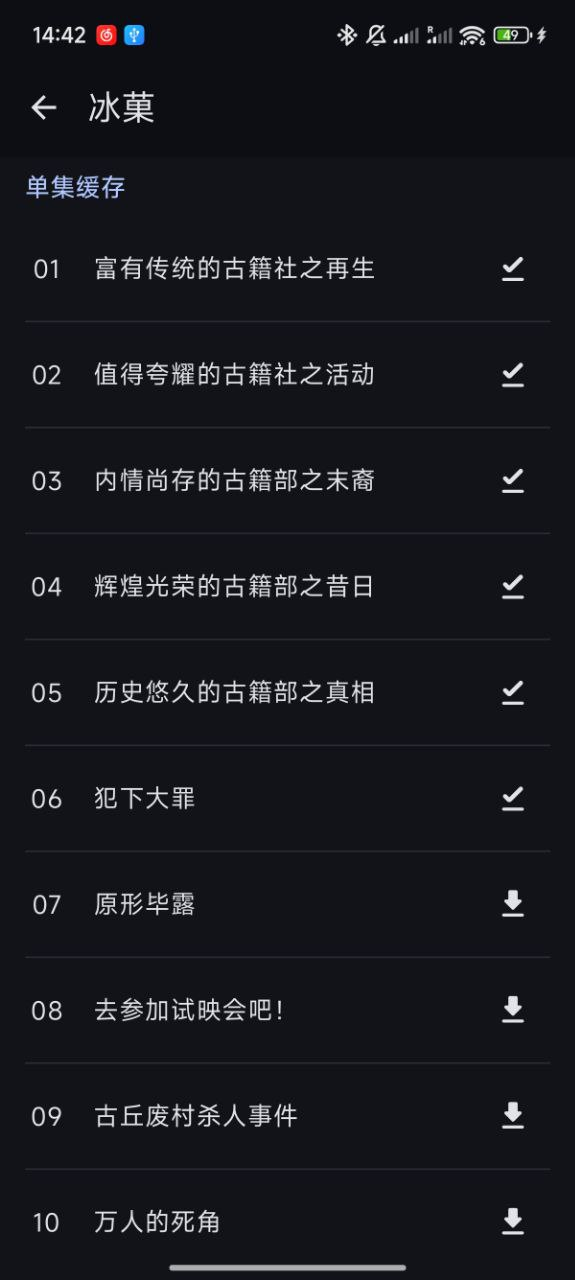 14:42
R
49
冰菓
单集缓存
01 富有传统的古籍社之再生
02 值得夸耀的古籍社之活动
03 内情尚存的古籍部之末裔
04 辉煌光荣的古籍部之昔日
05 历史悠久的古籍部之真相
06 犯下大罪
07 原形毕露
08 去参加试映会吧！
09 古丘废村杀人事件
10 万人的死角